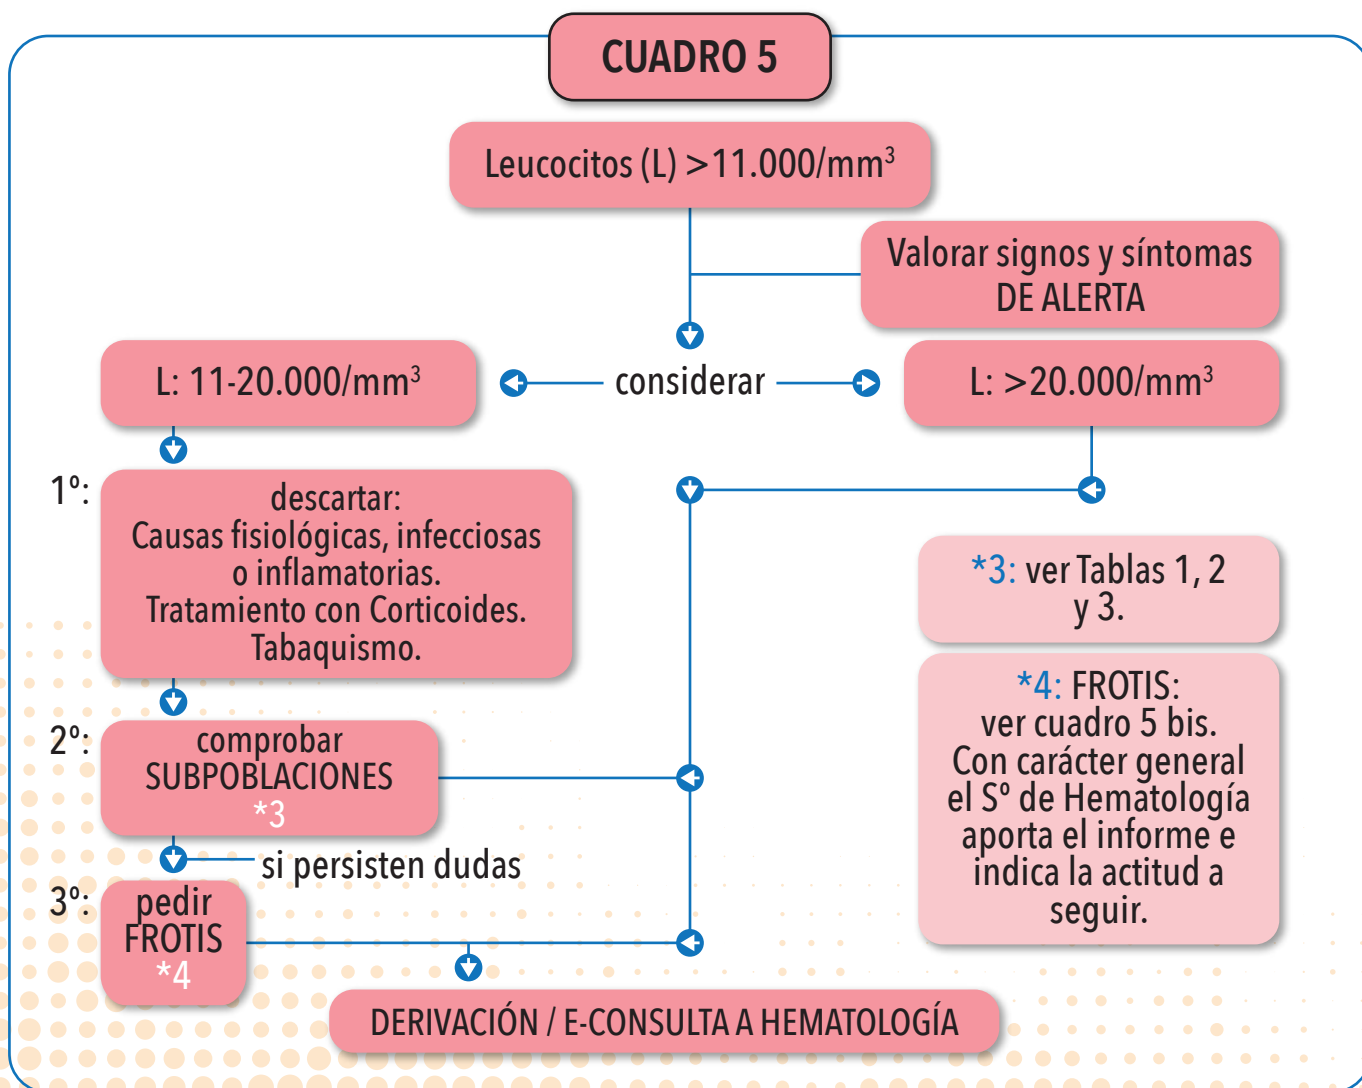 CUADRO 5
Leucocitos (L) >11.000/mm³
Valorar signos y síntomas
DE ALERTA
L: 11-20.000/mm³
considerar
L: >20.000/mm³
1º:
descartar:
Causas fisiológicas, infecciosas
o inflamatorias.
Tratamiento con Corticoides.
Tabaquismo.
*3: ver Tablas 1, 2
y 3.
2º:
comprobar
SUBPOBLACIONES
*3
si persisten dudas
3º:
pedir
FROTIS
*4
*4: FROTIS:
ver cuadro 5 bis.
Con carácter general
el Sº de Hematología
aporta el informe e
indica la actitud a
seguir.
DERIVACIÓN / E-CONSULTA A HEMATOLOGÍA